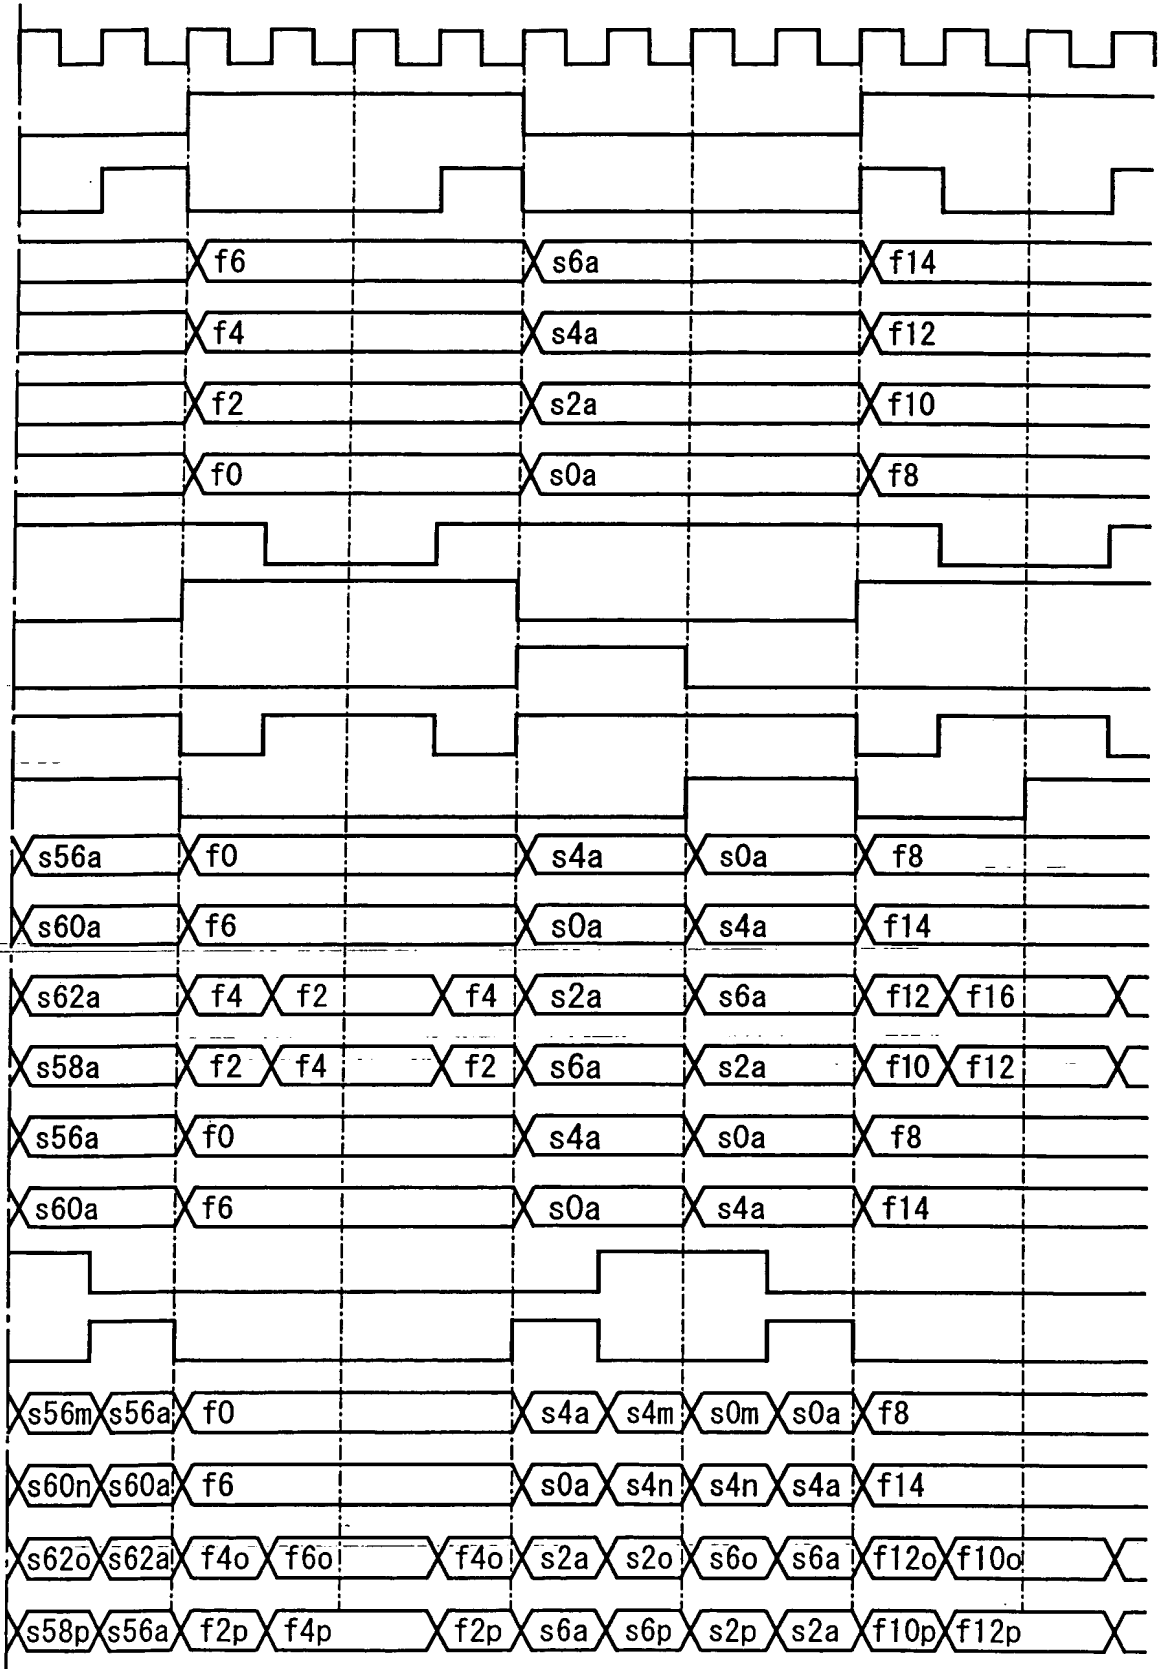 f6 s6a f14
f4 s4a f12
f2 s2a f10
f0 s0a f8
s56a f0 s4a s0a f8
s60a f6 s0a s4a f14
s62a f4 f2 f4 s2a s6a f12 f16
s58a f2 f4 f2 s6a s2a f10 f12
s56a f0 s4a s0a f8
s60a f6 s0a s4a f14
s56m s56a f0 s4a s4m s0m s0a f8
s60n s60a f6 s0a s4n s4n s4a f14
s62o s62a f4o f6o f4o s2a s2o s6o s6a f12o f10o
s58p s56a f2p f4p f2p s6a s6p s2p s2a f10p f12p